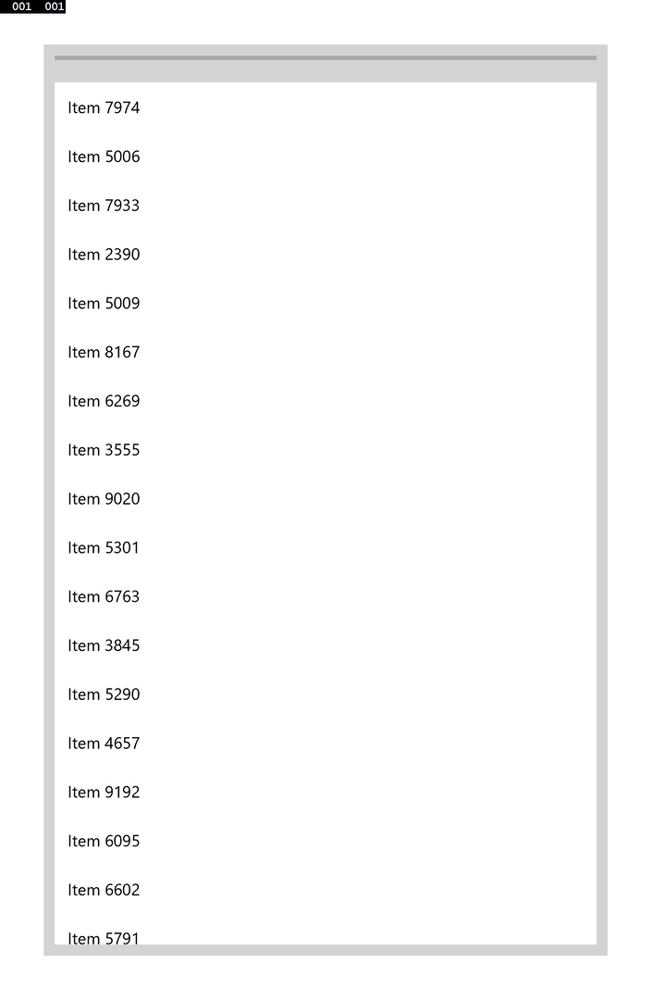 001 001
Item 7974
Item 5006
Item 7933
Item 2390
Item 5009
Item 8167
Item 6269
Item 3555
Item 9020
Item 5301
Item 6763
Item 3845
Item 5290
Item 4657
Item 9192
Item 6095
Item 6602
Item 5791